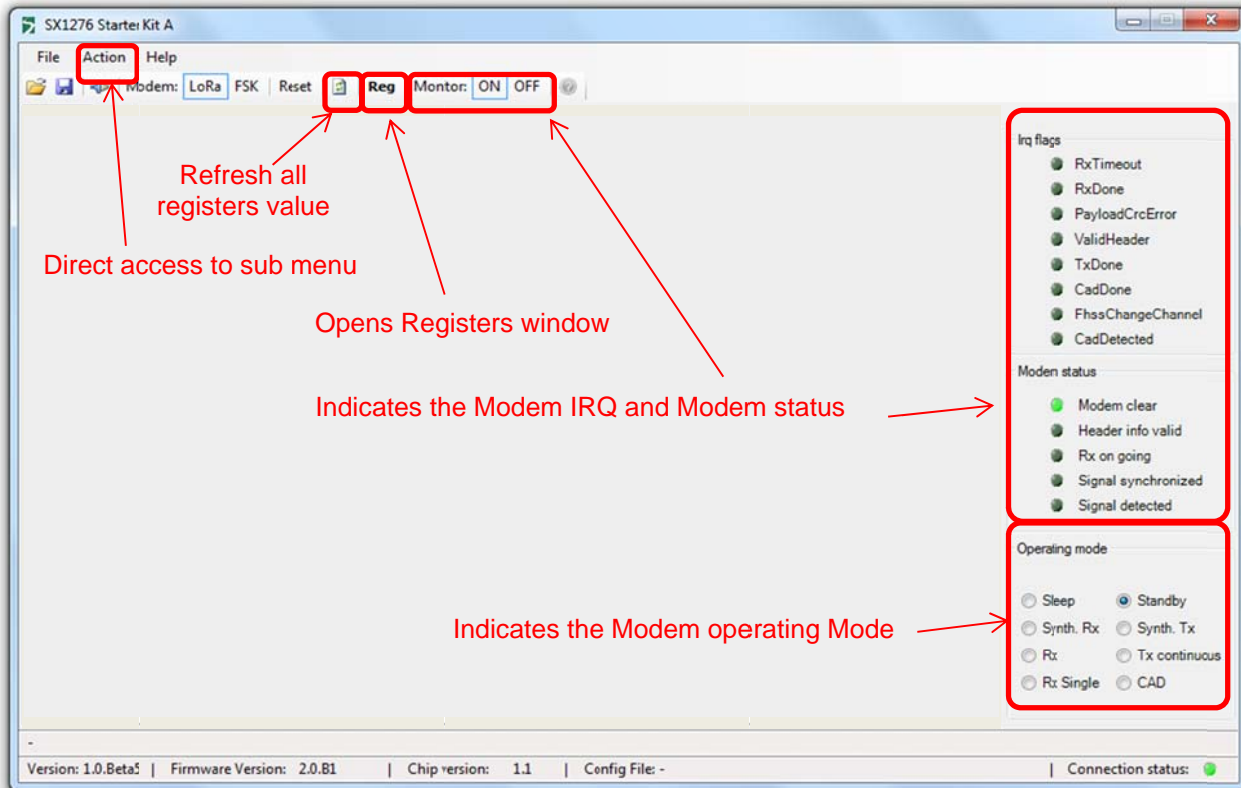 SX1276 Starter Kit A
File Action Help
Modem: LoRa FSK Reset Reg Montor: ON OFF
Refresh all
registers value
Direct access to sub menu
Opens Registers window
Indicates the Modem IRQ and Modem status
Indicates the Modem operating Mode
Irq flags
RxTimeout
RxDone
PayloadCrcError
ValidHeader
TxDone
CadDone
FhssChangeChannel
CadDetected
Moden status
Modem clear
Header info valid
Rx on going
Signal synchronized
Signal detected
Operating mode
Sleep Standby
Synth. Rx Synth. Tx
Rx Tx continuous
Rx Single CAD
-
Version: 1.0.Beta5 | Firmware Version: 2.0.B1 | Chip version: 1.1 | Config File: - | Connection status: